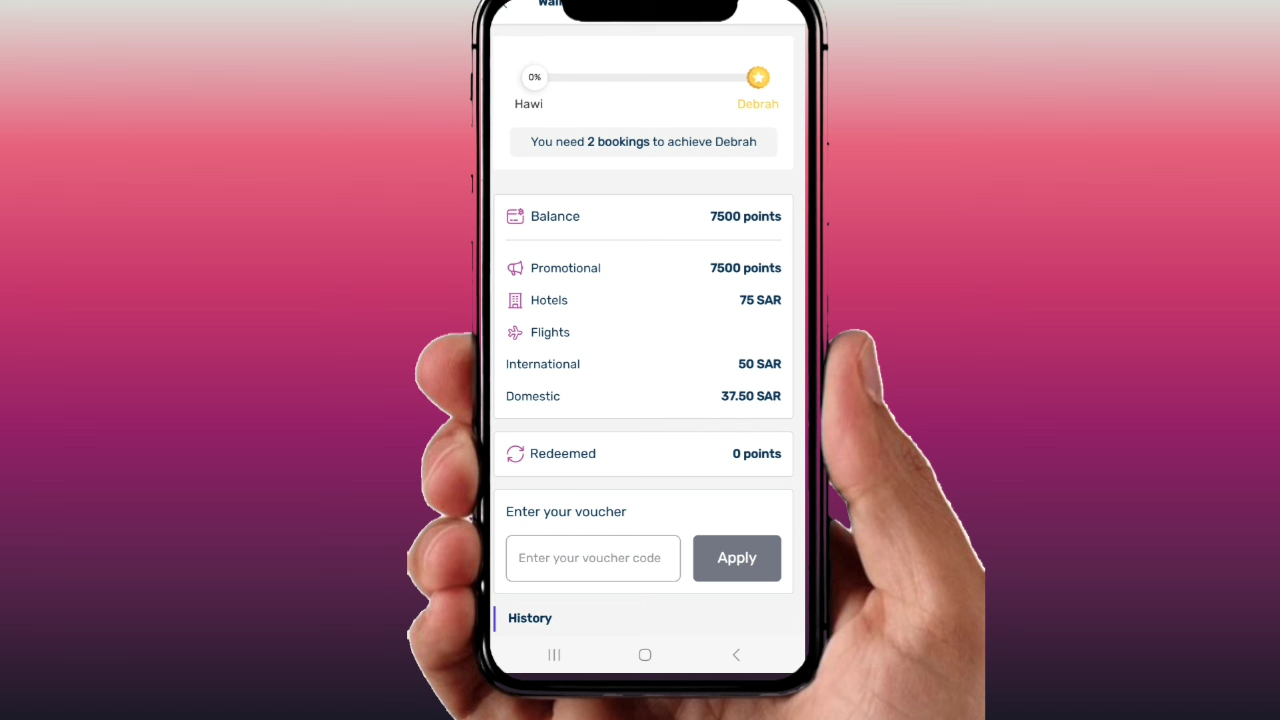 0%
Hawi Debrah
You need 2 bookings to achieve Debrah
Balance 7500 points
Promotional 7500 points
Hotels 75 SAR
Flights
International 50 SAR
Domestic 37.50 SAR
Redeemed 0 points
Enter your voucher
Enter your voucher code Apply
History